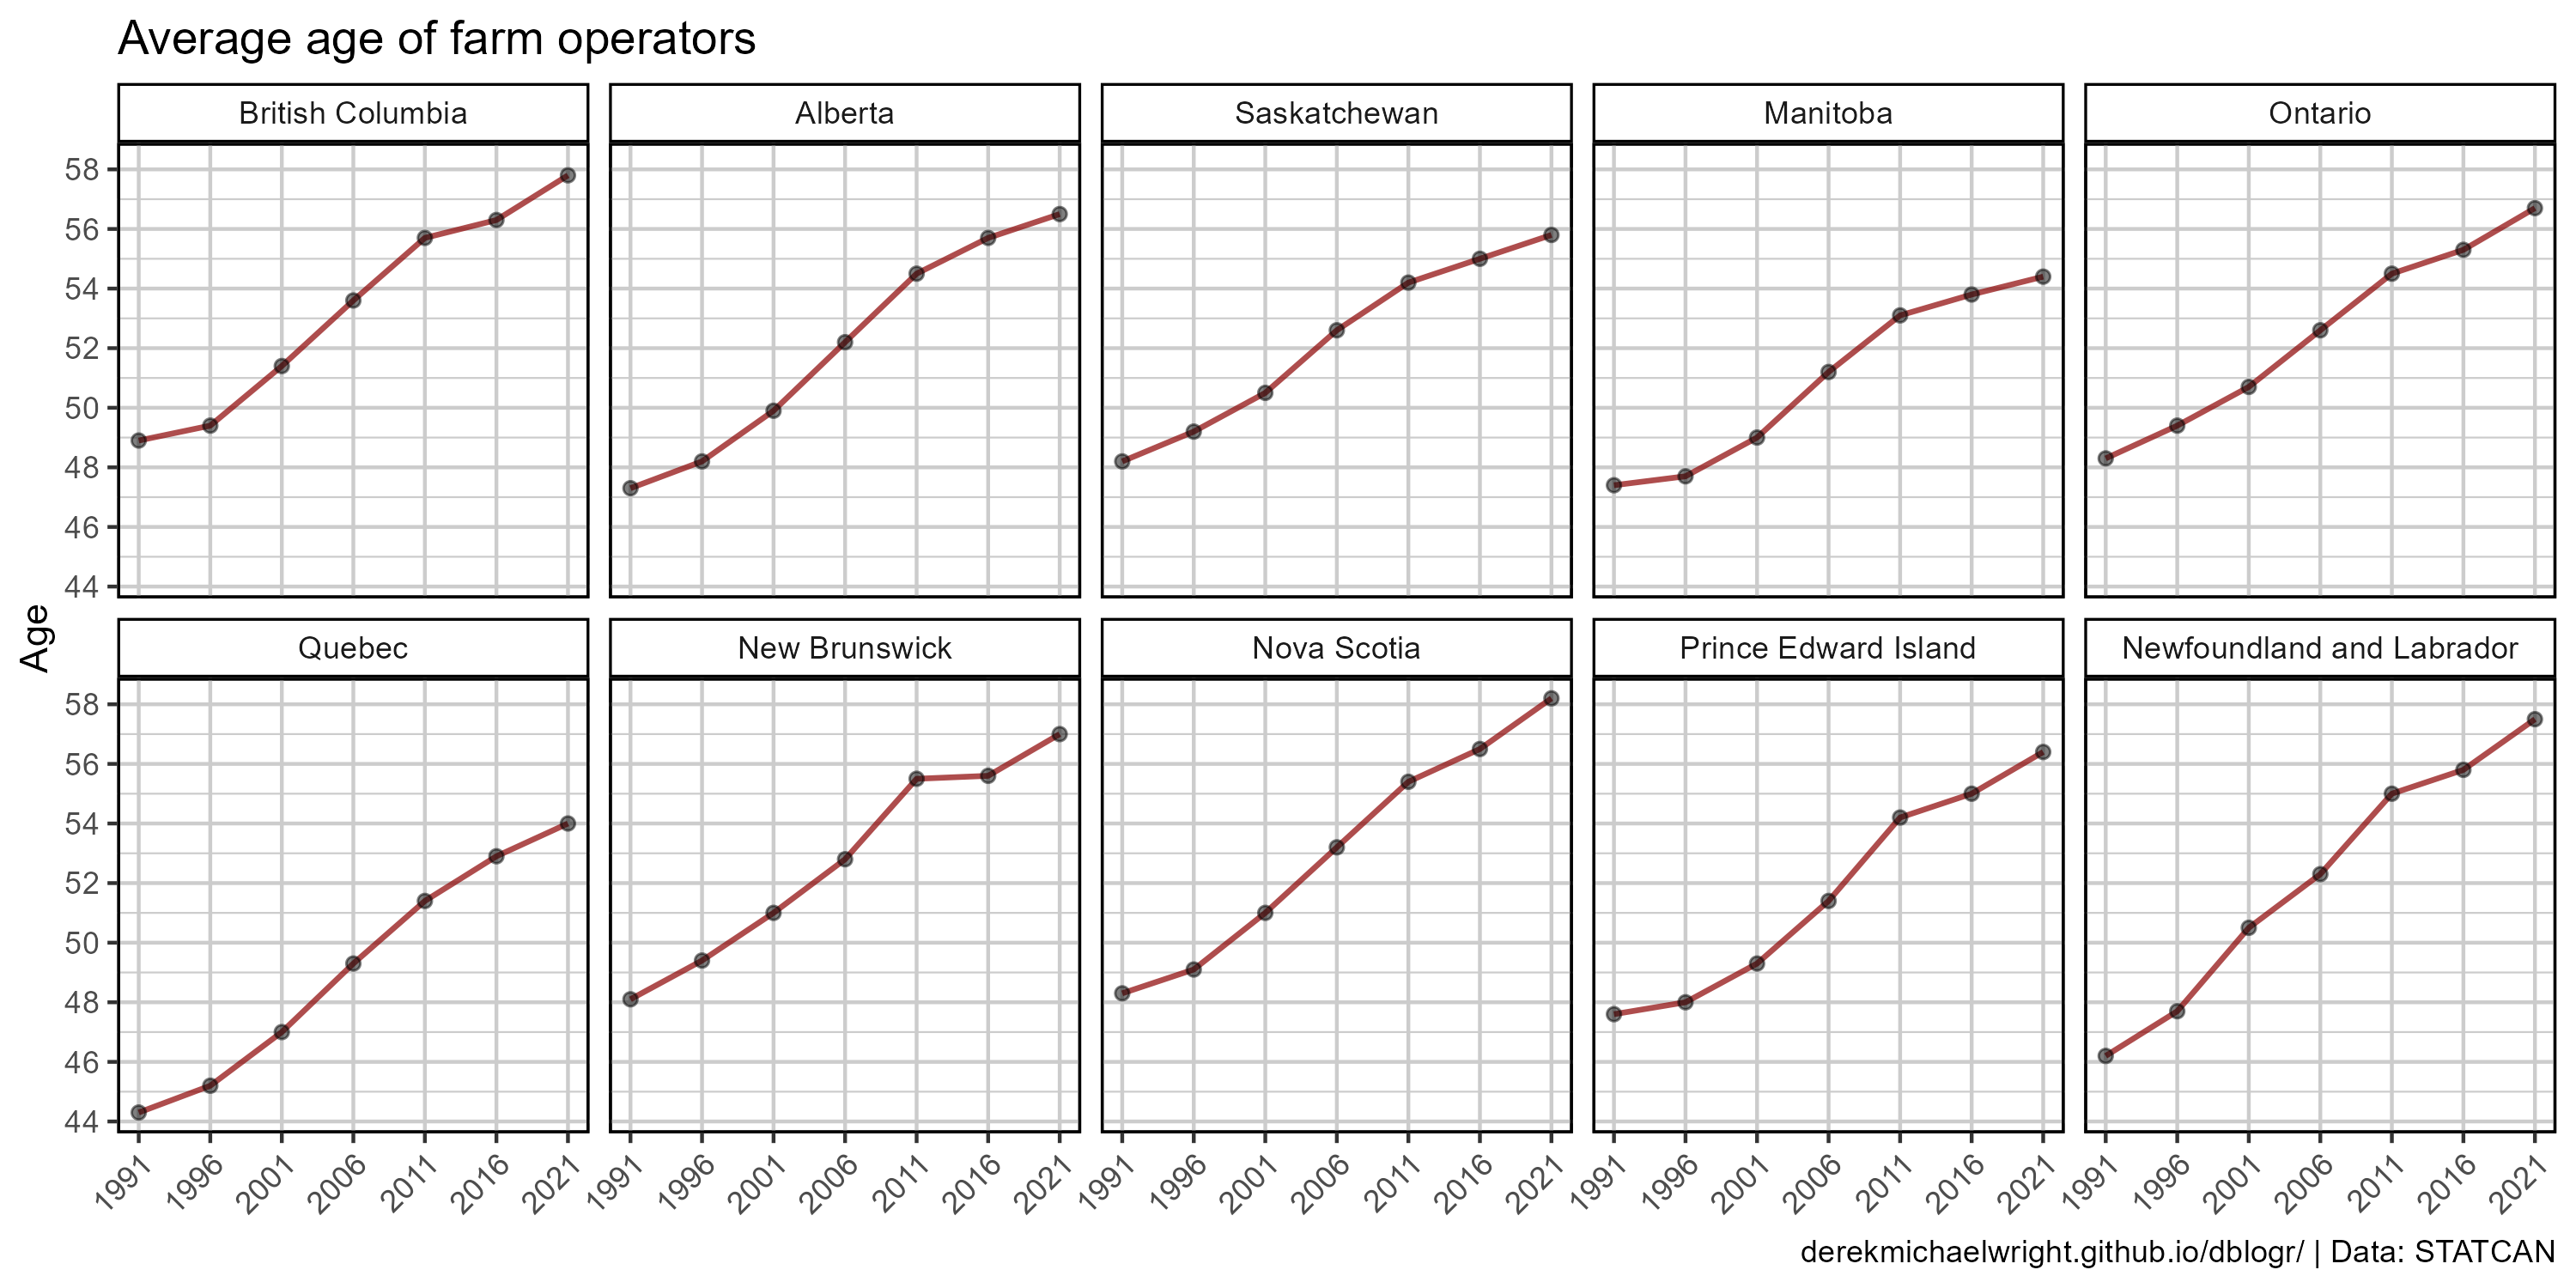 Average age of farm operators
British Columbia Alberta Saskatchewan Manitoba Ontario
58
56
54
52
50
48
46
44
Age
Quebec New Brunswick Nova Scotia Prince Edward Island Newfoundland and Labrador
58
56
54
52
50
48
46
44
1991 1996 2001 2006 2011 2016 2021 1991 1996 2001 2006 2011 2016 2021 1991 1996 2001 2006 2011 2016 2021 1991 1996 2001 2006 2011 2016 2021 1991 1996 2001 2006 2011 2016 2021
derekmichaelwright.github.io/dblogr/ | Data: STATCAN